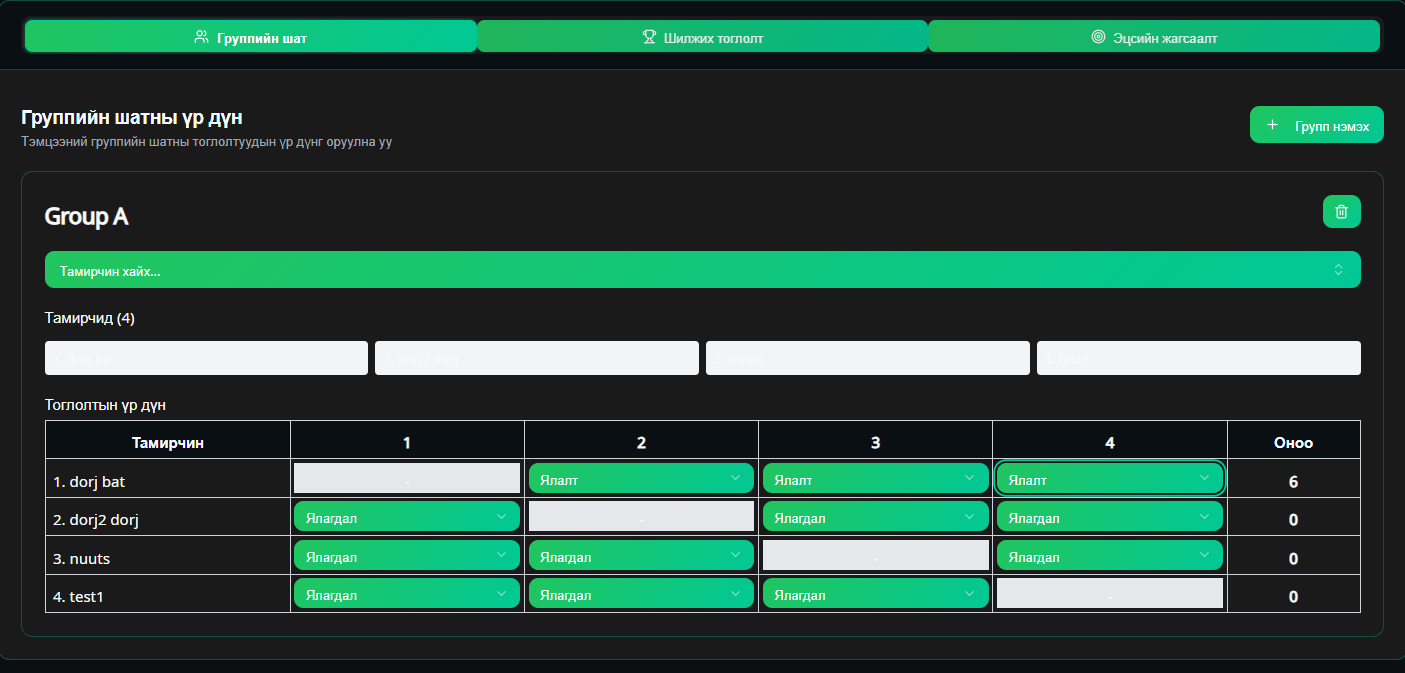 Группийн шат Шилжих тоглолт Эцсийн жагсаалт
Группийн шатны үр дүн
Тэмцээний группийн шатны тоглолтуудын үр дүнг оруулна уу
Групп нэмэх
Group A
Тамирчин хайх...
Тамирчид (4)
1. dorj bat 2. dorj2 dorj 3. nuuts 4. test1
Тоглолтын үр дүн
Тамирчин 1 2 3 4 Оноо
1. dorj bat - Ялалт Ялалт Ялалт 6
2. dorj2 dorj Ялагдал - Ялагдал Ялагдал 0
3. nuuts Ялагдал Ялагдал - Ялагдал 0
4. test1 Ялагдал Ялагдал Ялагдал - 0